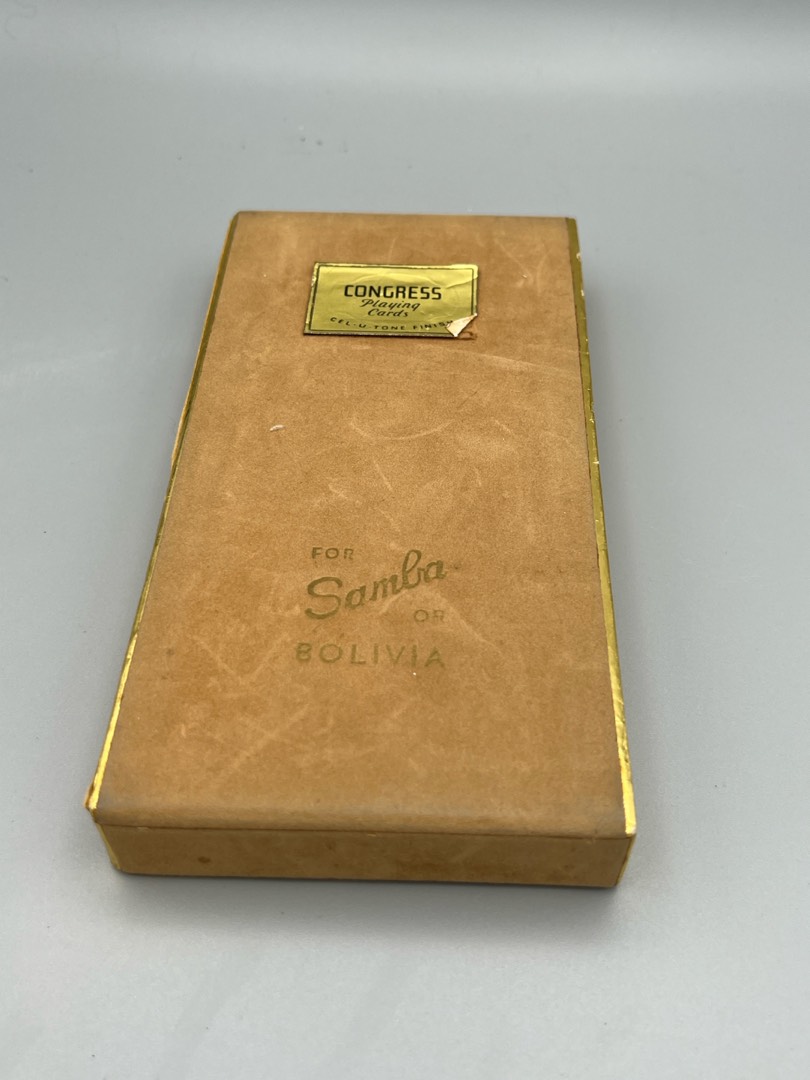 CONGRESS
Playing
Cards
CEL-U-TONE FINISH
FOR
Samba
OR
BOLIVIA